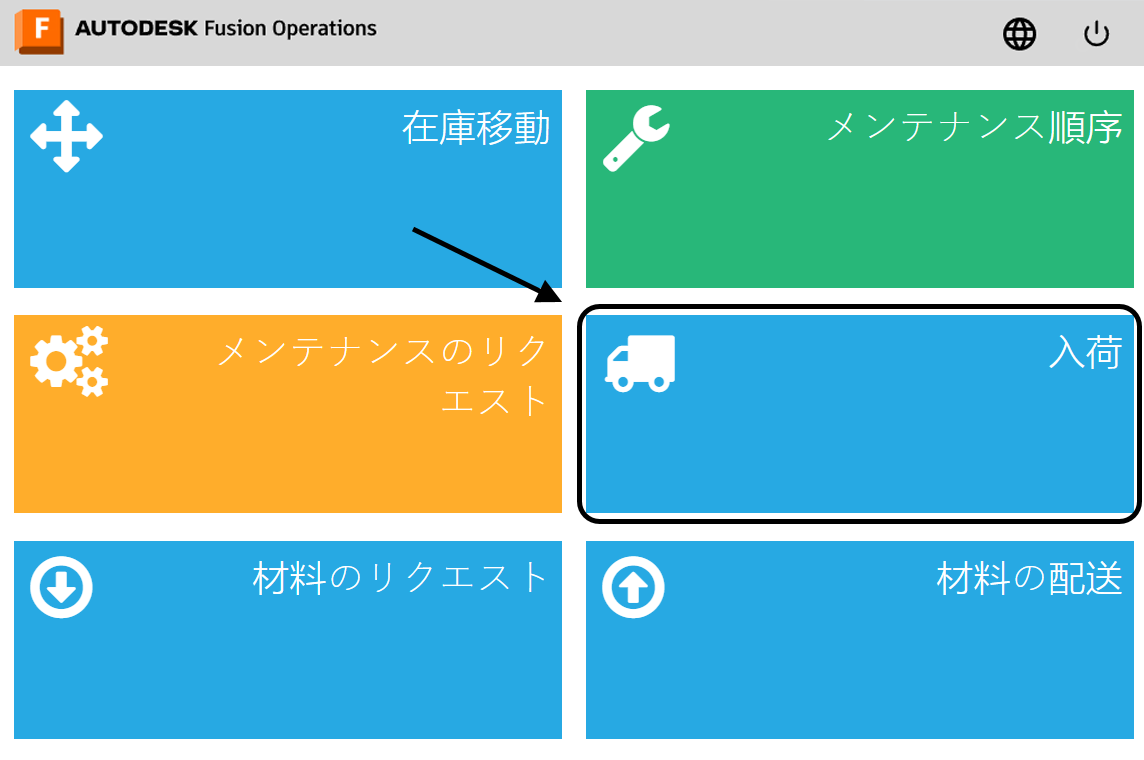 F AUTODESK Fusion Operations
在庫移動
メンテナンス順序
メンテナンスのリク
エスト
入荷
材料のリクエスト
材料の配送